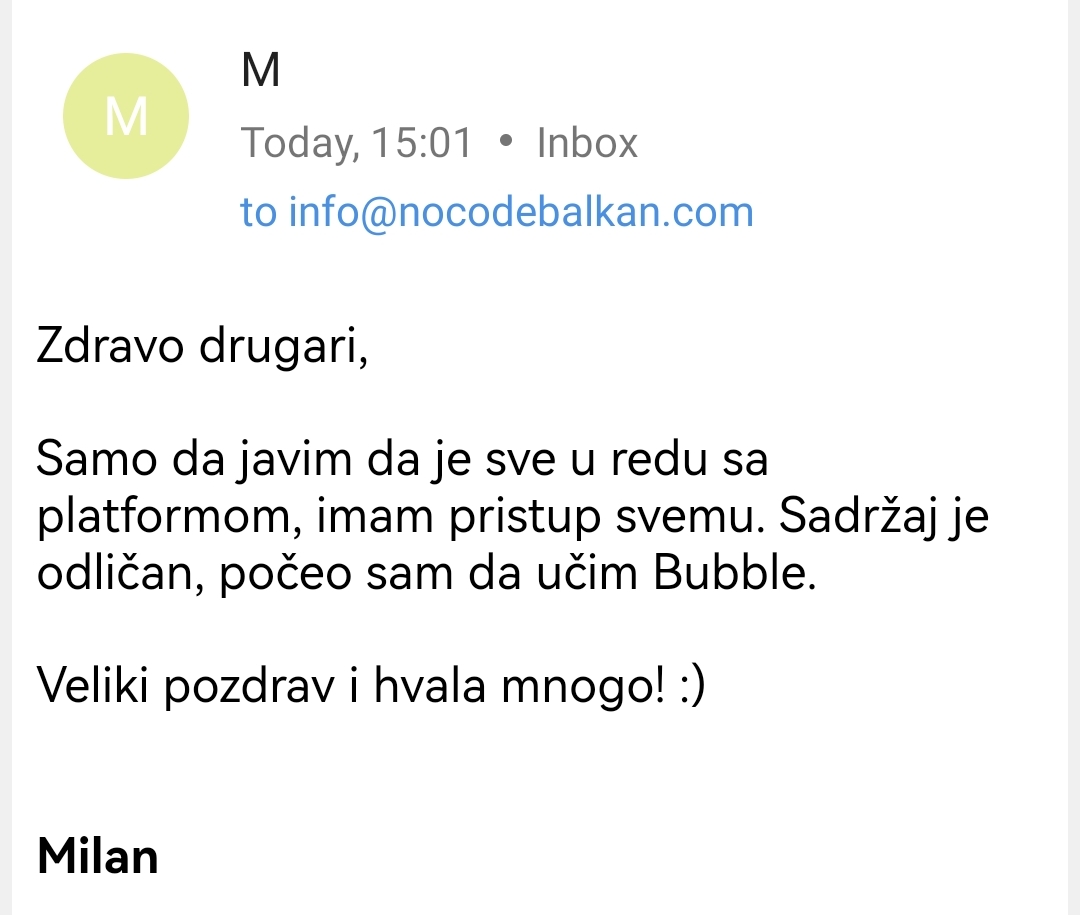 M
M
Today, 15:01 • Inbox
to info@nocodebalkan.com
Zdravo drugari,
Samo da javim da je sve u redu sa
platformom, imam pristup svemu. Sadržaj je
odličan, počeo sam da učim Bubble.
Veliki pozdrav i hvala mnogo! :)
Milan